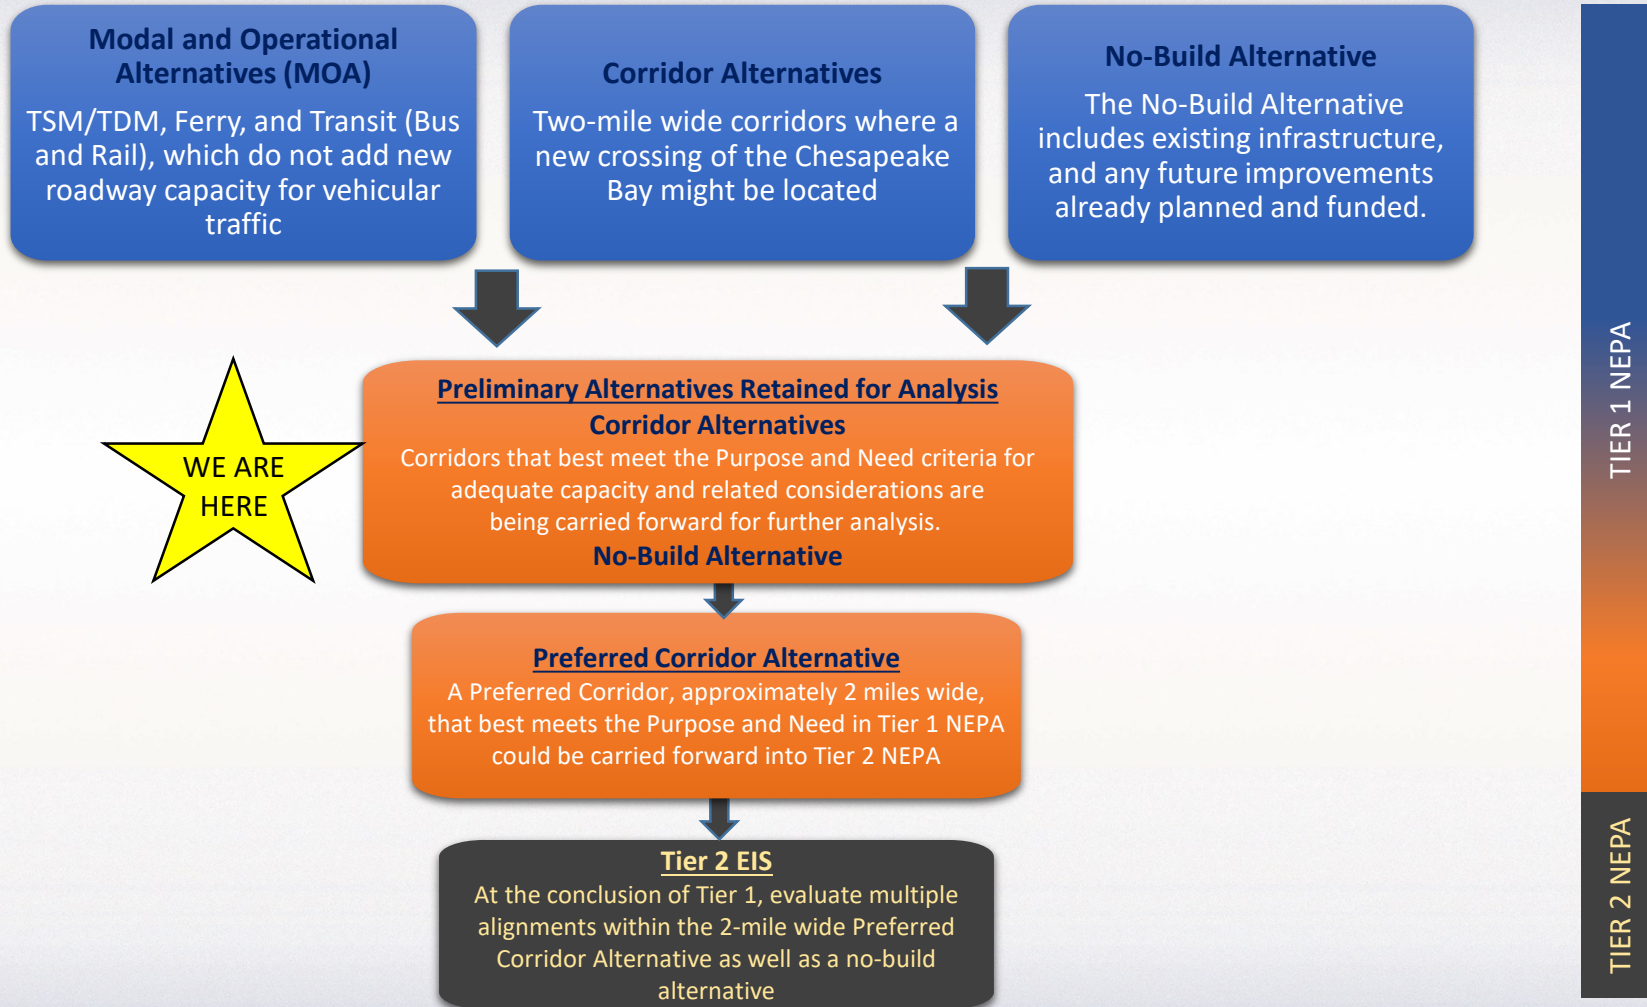 Modal and Operational
Alternatives (MOA)
TSM/TDM, Ferry, and Transit (Bus
and Rail), which do not add new
roadway capacity for vehicular
traffic
Corridor Alternatives
Two-mile wide corridors where a
new crossing of the Chesapeake
Bay might be located
No-Build Alternative
The No-Build Alternative
includes existing infrastructure,
and any future improvements
already planned and funded.
WE ARE
HERE
Preliminary Alternatives Retained for Analysis
Corridor Alternatives
Corridors that best meet the Purpose and Need criteria for
adequate capacity and related considerations are
being carried forward for further analysis.
No-Build Alternative
Preferred Corridor Alternative
A Preferred Corridor, approximately 2 miles wide,
that best meets the Purpose and Need in Tier 1 NEPA
could be carried forward into Tier 2 NEPA
Tier 2 EIS
At the conclusion of Tier 1, evaluate multiple
alignments within the 2-mile wide Preferred
Corridor Alternative as well as a no-build
alternative
TIER 1 NEPA
TIER 2 NEPA